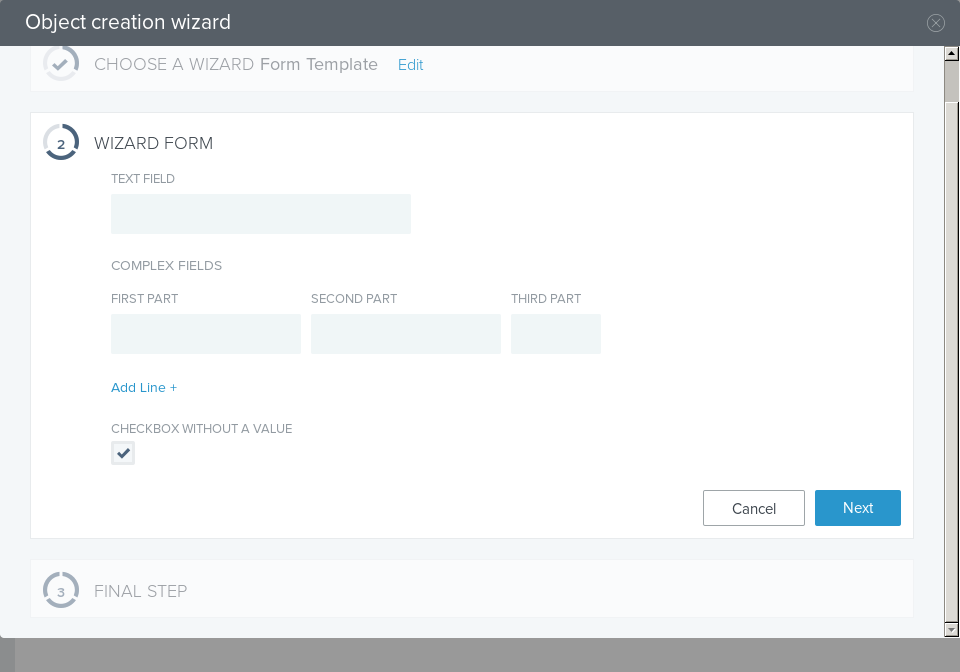 Object creation wizard
CHOOSE A WIZARD Form Template Edit
2 WIZARD FORM
TEXT FIELD
COMPLEX FIELDS
FIRST PART SECOND PART THIRD PART
Add Line +
CHECKBOX WITHOUT A VALUE
Cancel Next
3 FINAL STEP